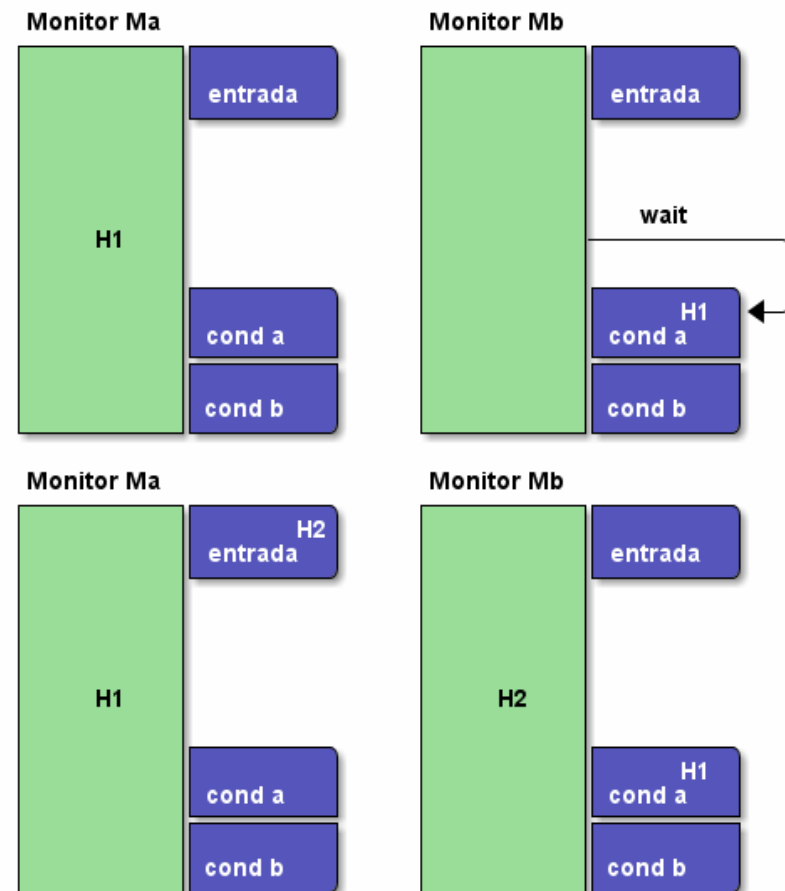 Monitor Ma
Monitor Mb
entrada
entrada
wait
H1
H1
cond a
cond a
cond b
cond b
Monitor Ma
Monitor Mb
H2
entrada
entrada
H1
H2
H1
cond a
cond a
cond b
cond b